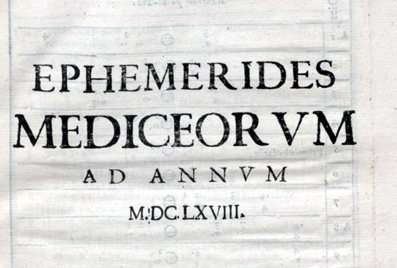 EPHEMERIDES
MEDICEORVM
AD ANNVM
M.DC.LXVIII.